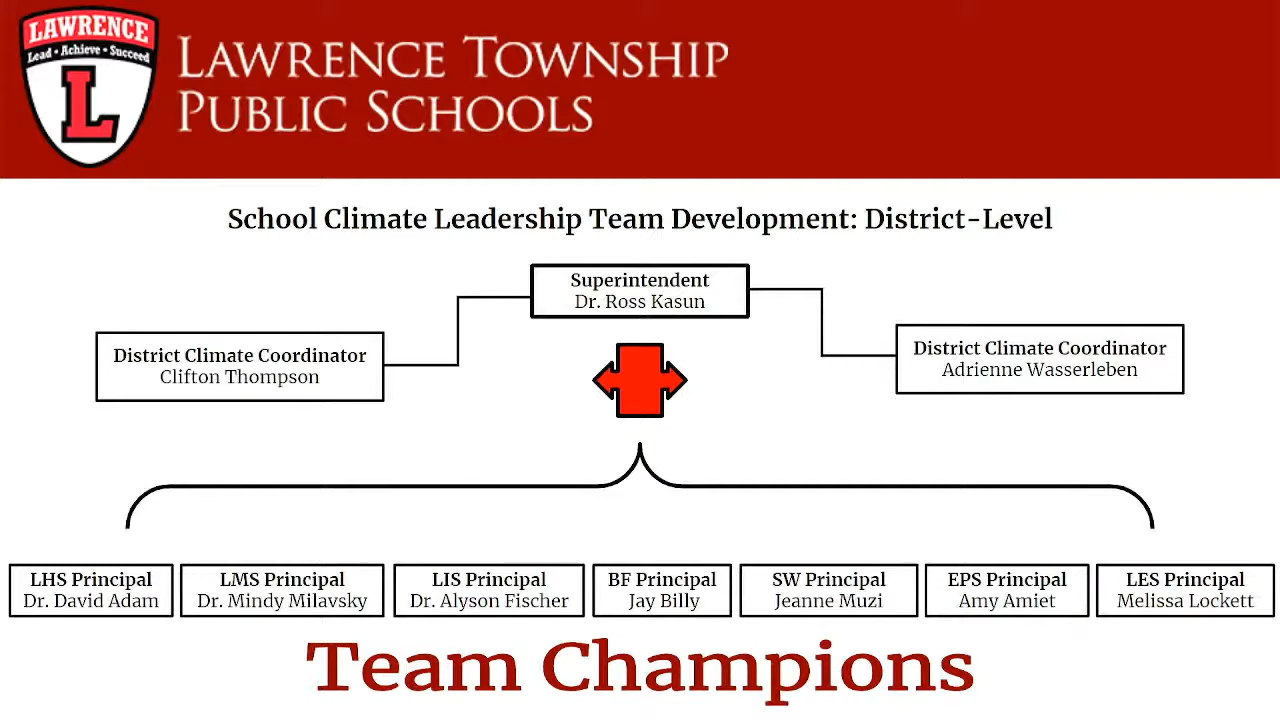 LAWRENCE
Lead • Achieve • Succeed
L
LAWRENCE TOWNSHIP
PUBLIC SCHOOLS
School Climate Leadership Team Development: District-Level
Superintendent
Dr. Ross Kasun
District Climate Coordinator
Clifton Thompson
District Climate Coordinator
Adrienne Wasserleben
LHS Principal
Dr. David Adam
LMS Principal
Dr. Mindy Milavsky
LIS Principal
Dr. Alyson Fischer
BF Principal
Jay Billy
SW Principal
Jeanne Muzi
EPS Principal
Amy Amiet
LES Principal
Melissa Lockett
Team Champions